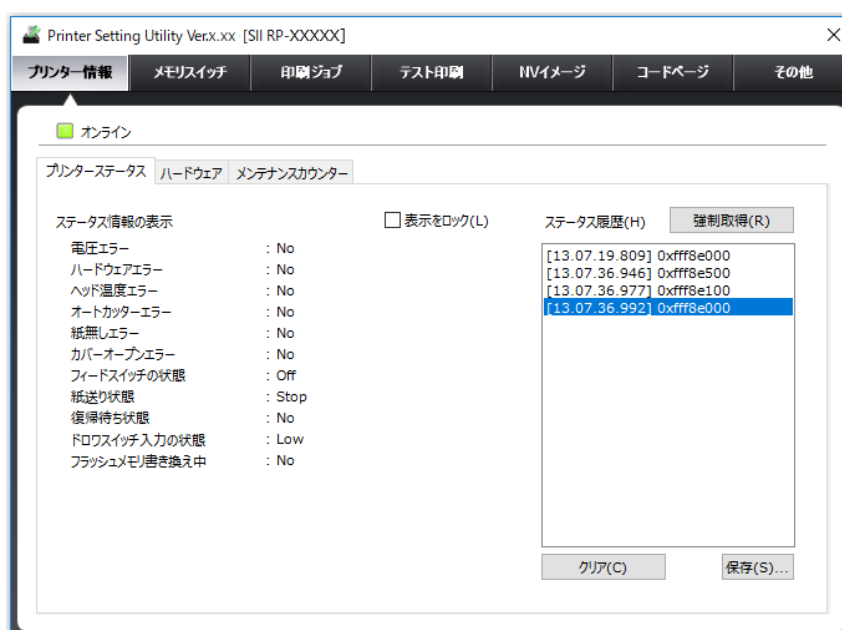 Printer Setting Utility Ver.x.xx [SII RP-XXXXX]
プリンター情報 メモリスイッチ 印刷ジョブ テスト印刷 NVイメージ コードページ その他
オンライン
プリンターステータス ハードウェア メンテナンスカウンター
ステータス情報の表示 表示をロック(L)
電圧エラー : No
ハードウェアエラー : No
ヘッド温度エラー : No
オートカッターエラー : No
紙無しエラー : No
カバーオープンエラー : No
フィードスイッチの状態 : Off
紙送り状態 : Stop
復帰待ち状態 : No
ドロワスイッチ入力の状態 : Low
フラッシュメモリ書き換え中 : No
ステータス履歴(H) 強制取得(R)
[13.07.19.809] 0xfff8e000
[13.07.36.946] 0xfff8e500
[13.07.36.977] 0xfff8e100
[13.07.36.992] 0xfff8e000
クリア(C) 保存(S)...